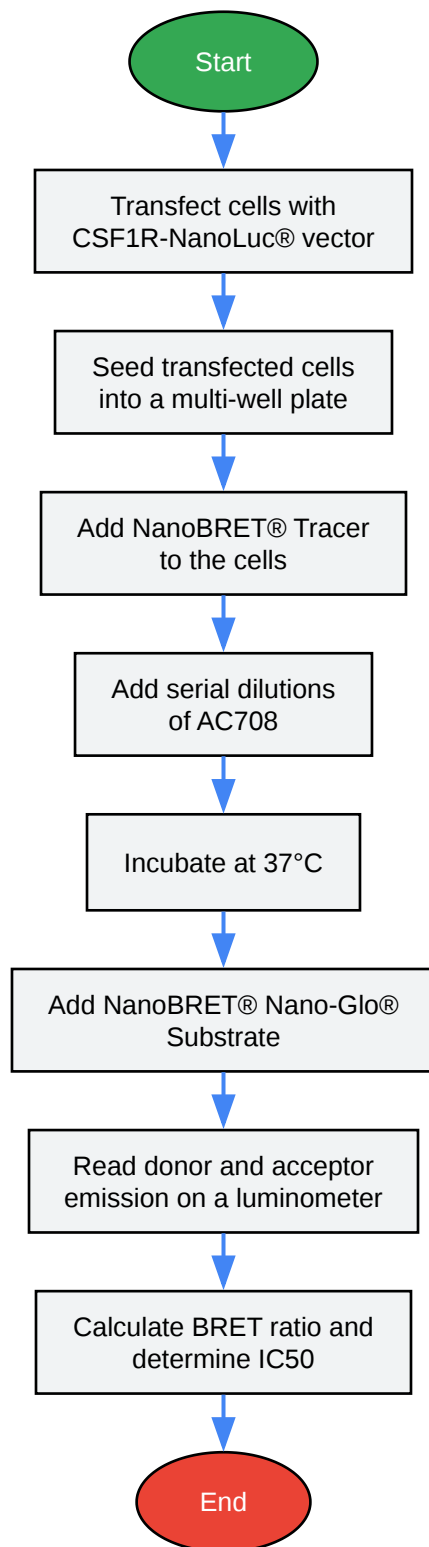 Start
Transfect cells with
CSF1R-NanoLuc® vector
Seed transfected cells
into a multi-well plate
Add NanoBRET® Tracer
to the cells
Add serial dilutions
of AC708
Incubate at 37°C
Add NanoBRET® Nano-Glo®
Substrate
Read donor and acceptor
emission on a luminometer
Calculate BRET ratio and
determine IC50
End